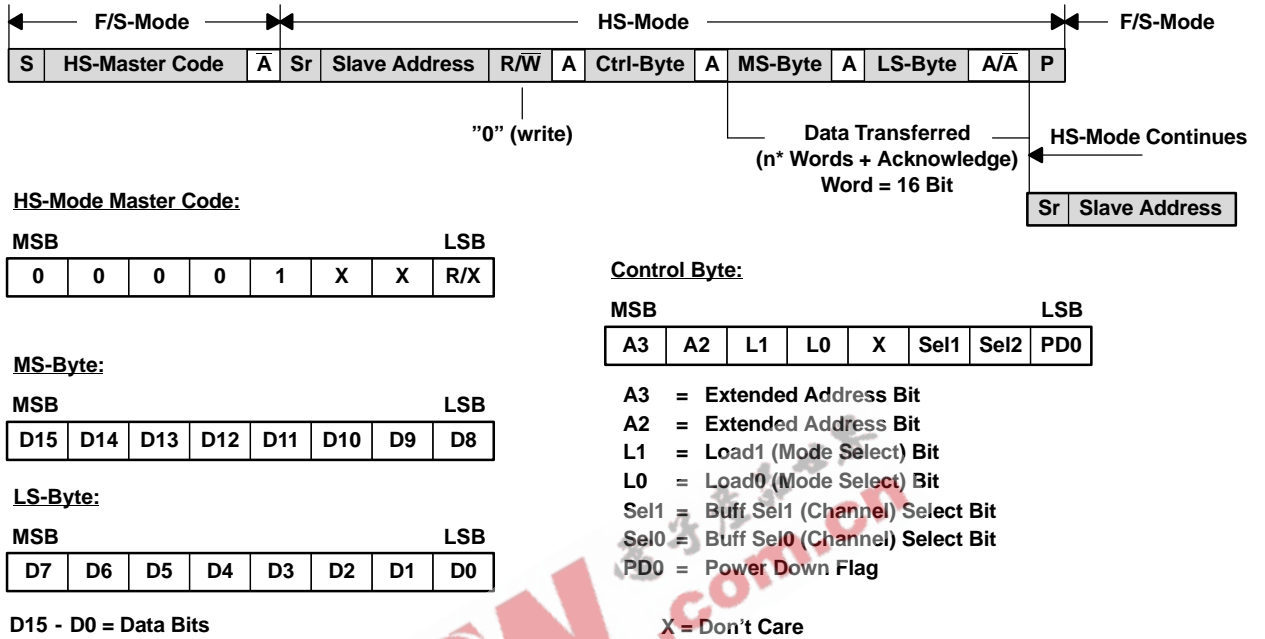 F/S-Mode HS-Mode F/S-Mode
S HS-Master Code A̅ Sr Slave Address R/W̅ A Ctrl-Byte A MS-Byte A LS-Byte A/A̅ P
”0” (write)
Data Transferred
(n* Words + Acknowledge)
Word = 16 Bit
HS-Mode Continues
Sr Slave Address
HS-Mode Master Code:
MSB LSB
0 0 0 0 1 X X R/X
MS-Byte:
MSB LSB
D15 D14 D13 D12 D11 D10 D9 D8
LS-Byte:
MSB LSB
D7 D6 D5 D4 D3 D2 D1 D0
D15 - D0 = Data Bits
Control Byte:
MSB LSB
A3 A2 L1 L0 X Sel1 Sel2 PD0
A3 = Extended Address Bit
A2 = Extended Address Bit
L1 = Load1 (Mode Select) Bit
L0 = Load0 (Mode Select) Bit
Sel1 = Buff Sel1 (Channel) Select Bit
Sel0 = Buff Sel0 (Channel) Select Bit
PD0 = Power Down Flag
X = Don’t Care
.com.cn